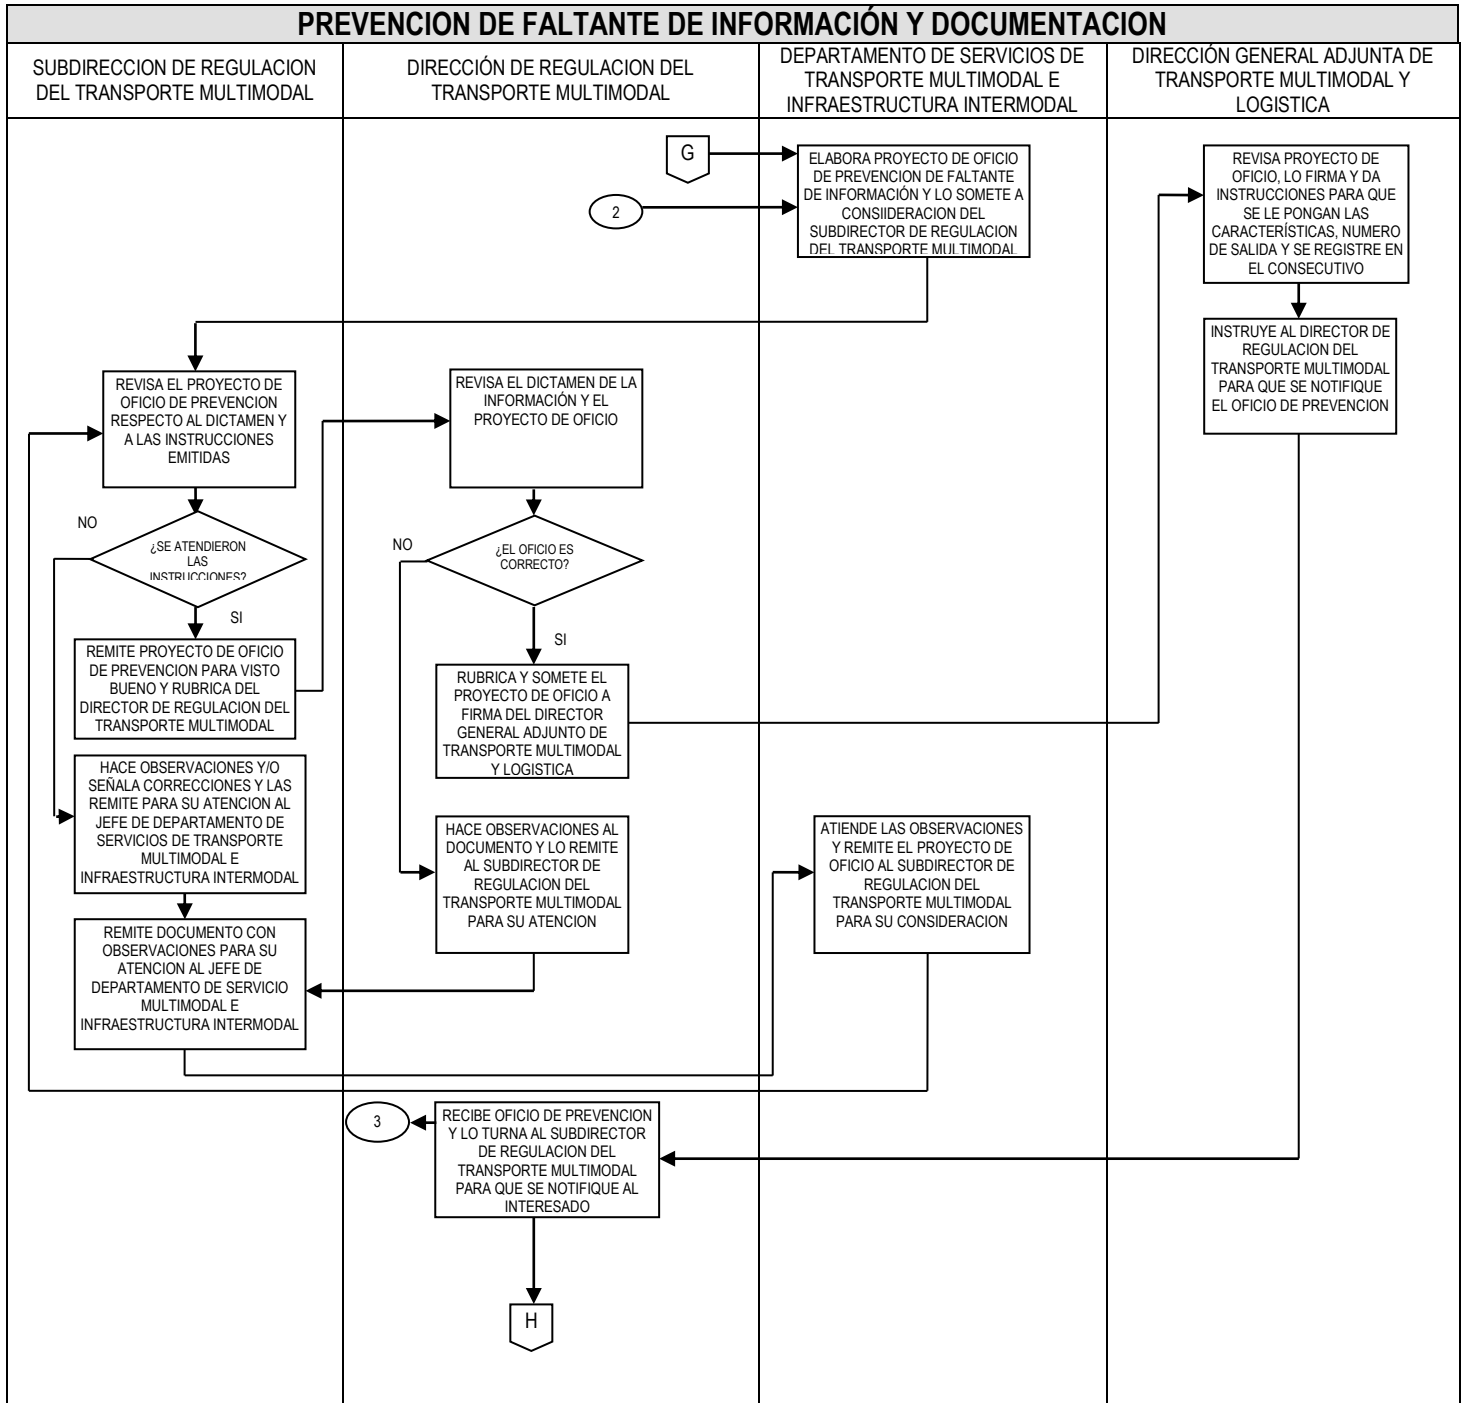 PREVENCION DE FALTANTE DE INFORMACIÓN Y DOCUMENTACION
SUBDIRECCION DE REGULACION
DEL TRANSPORTE MULTIMODAL
DIRECCIÓN DE REGULACION DEL
TRANSPORTE MULTIMODAL
DEPARTAMENTO DE SERVICIOS DE
TRANSPORTE MULTIMODAL E
INFRAESTRUCTURA INTERMODAL
DIRECCIÓN GENERAL ADJUNTA DE
TRANSPORTE MULTIMODAL Y
LOGISTICA
G
2
ELABORA PROYECTO DE OFICIO
DE PREVENCION DE FALTANTE
DE INFORMACIÓN Y LO SOMETE A
CONSIIDERACION DEL
SUBDIRECTOR DE REGULACION
DEL TRANSPORTE MULTIMODAL
REVISA PROYECTO DE
OFICIO, LO FIRMA Y DA
INSTRUCCIONES PARA QUE
SE LE PONGAN LAS
CARACTERÍSTÍFAS, NUMERO
DE SALIDA Y SE REGISTRE EN
EL CONSECUTIVO
INSTRUYE AL DIRECTOR DE
REGULACION DEL
TRANSPORTE MULTIMODAL
PARA QUE SE NOTIFIQUE
EL OFICIO DE PREVENCION
REVISA EL PROYECTO DE
OFICIO DE PREVENCION
RESPECTO AL DICTAMEN Y
A LAS INSTRUCCIONES
EMITIDAS
REVISA EL DICTAMEN DE LA
INFORMACIÓN Y EL
PROYECTO DE OFICIO
NO
¿SE ATENDIERON
LAS
INSTRUCCIONES?
SI
NO
¿EL OFICIO ES
CORRECTO?
SI
REMITE PROYECTO DE OFICIO
DE PREVENCION PARA VISTO
BUENO Y RUBRICA DEL
DIRECTOR DE REGULACION DEL
TRANSPORTE MULTIMODAL
RUBRICA Y SOMETE EL
PROYECTO DE OFICIO A
FIRMA DEL DIRECTOR
GENERAL ADJUNTO DE
TRANSPORTE MULTIMODAL
Y LOGISTICA
HACE OBSERVACIONES Y/O
SEÑALA CORRECCIONES Y LAS
REMITE PARA SU ATENCION AL
JEFE DE DEPARTAMENTO DE
SERVICIOS DE TRANSPORTE
MULTIMODAL E
INFRAESTRUCTURA INTERMODAL
HACE OBSERVACIONES AL
DOCUMENTO Y LO REMITE
AL SUBDIRECTOR DE
REGULACION DEL
TRANSPORTE MULTIMODAL
PARA SU ATENCION
ATIENDE LAS OBSERVACIONES
Y REMITE EL PROYECTO DE
OFICIO AL SUBDIRECTOR DE
REGULACION DEL
TRANSPORTE MULTIMODAL
PARA SU CONSIDERACION
REMITE DOCUMENTO CON
OBSERVACIONES PARA SU
ATENCION AL JEFE DE
DEPARTAMENTO DE SERVICIO
MULTIMODAL E
INFRAESTRUCTURA INTERMODAL
3
RECIBE OFICIO DE PREVENCION
Y LO TURNA AL SUBDIRECTOR
DE REGULACION DEL
TRANSPORTE MULTIMODAL
PARA QUE SE NOTIFIQUE AL
INTERESADO
H